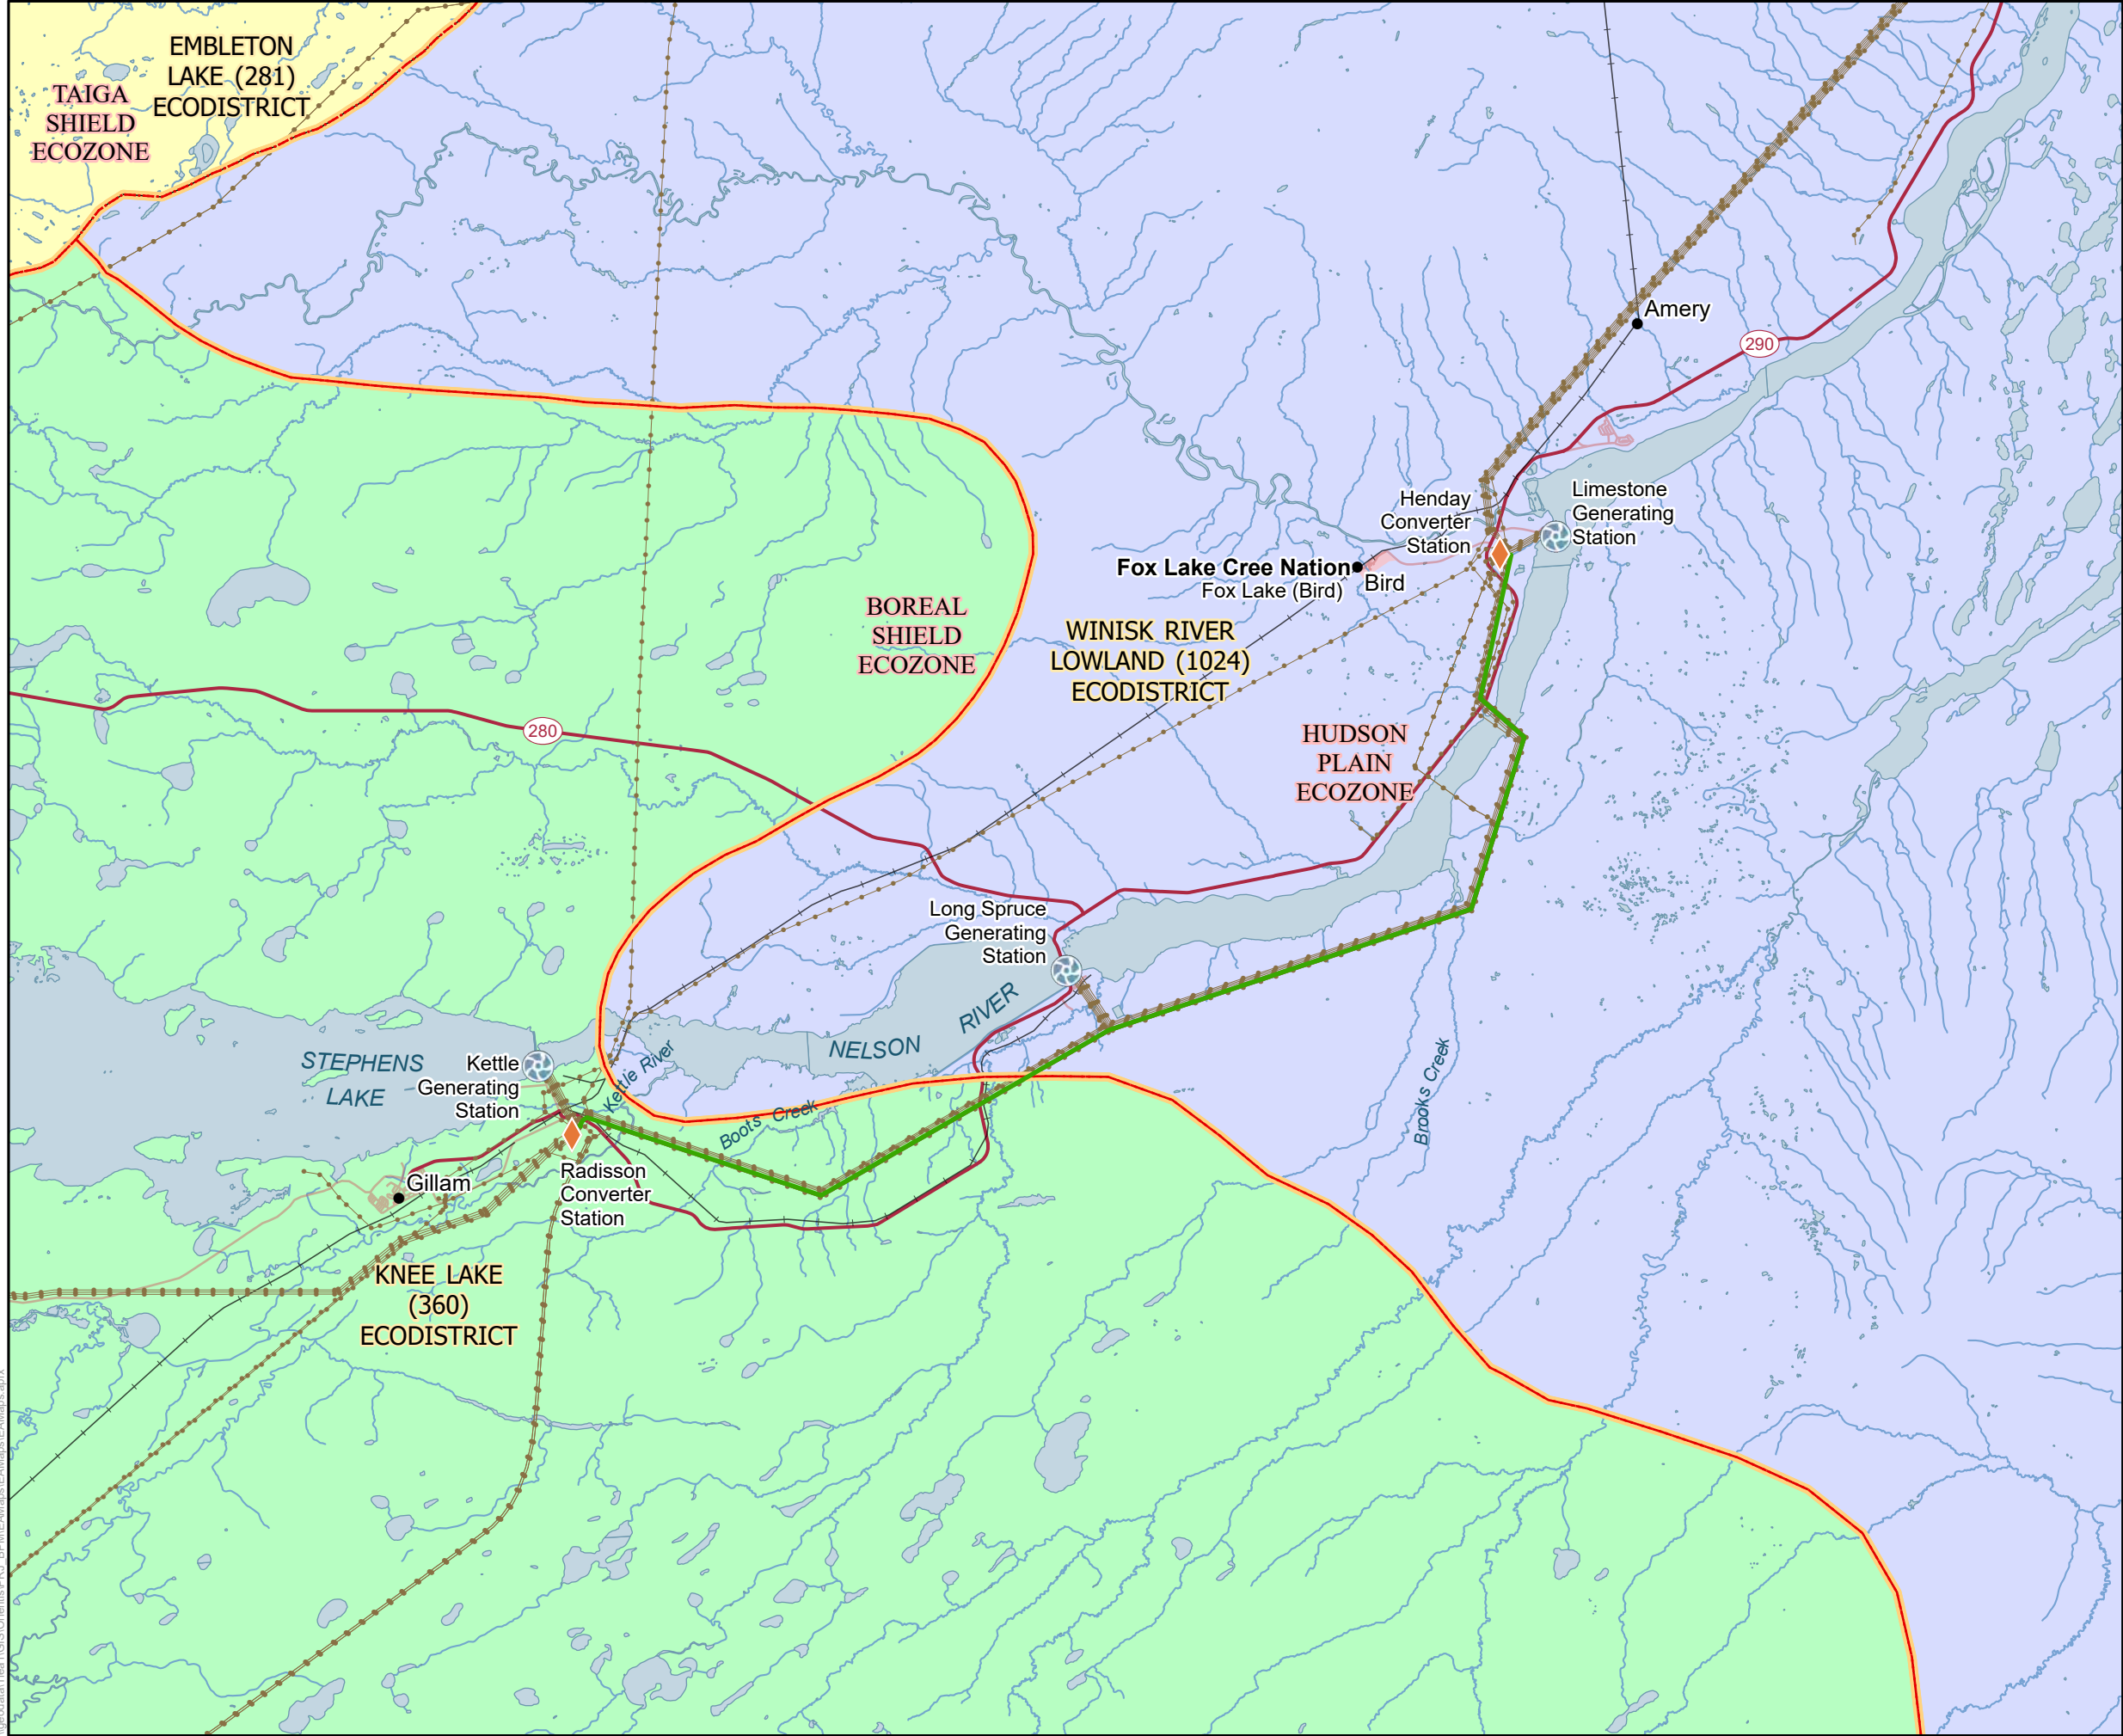 EMBLETON
LAKE (281)
ECODISTRICT
TAIGA
SHIELD
ECOZONE
Amery
290
Henday
Converter
Station
Limestone
Generating
Station
Fox Lake Cree Nation
Fox Lake (Bird)
Bird
BOREAL
SHIELD
ECOZONE
WINISK RIVER
LOWLAND (1024)
ECODISTRICT
280
HUDSON
PLAIN
ECOZONE
Long Spruce
Generating
Station
NELSON RIVER
STEPHENS
LAKE
Kettle
Generating
Station
Kettle River
Boots Creek
Brooks Creek
Gillam
Radisson
Converter
Station
KNEE LAKE
(360)
ECODISTRICT